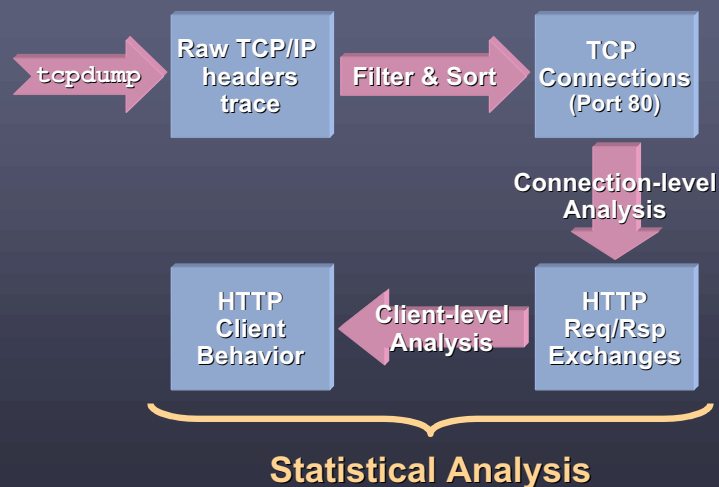 tcpdump
Raw TCP/IP
headers
trace
Filter & Sort
TCP
Connections
(Port 80)
Connection-level
Analysis
HTTP
Client
Behavior
Client-level
Analysis
HTTP
Req/Rsp
Exchanges
Statistical Analysis